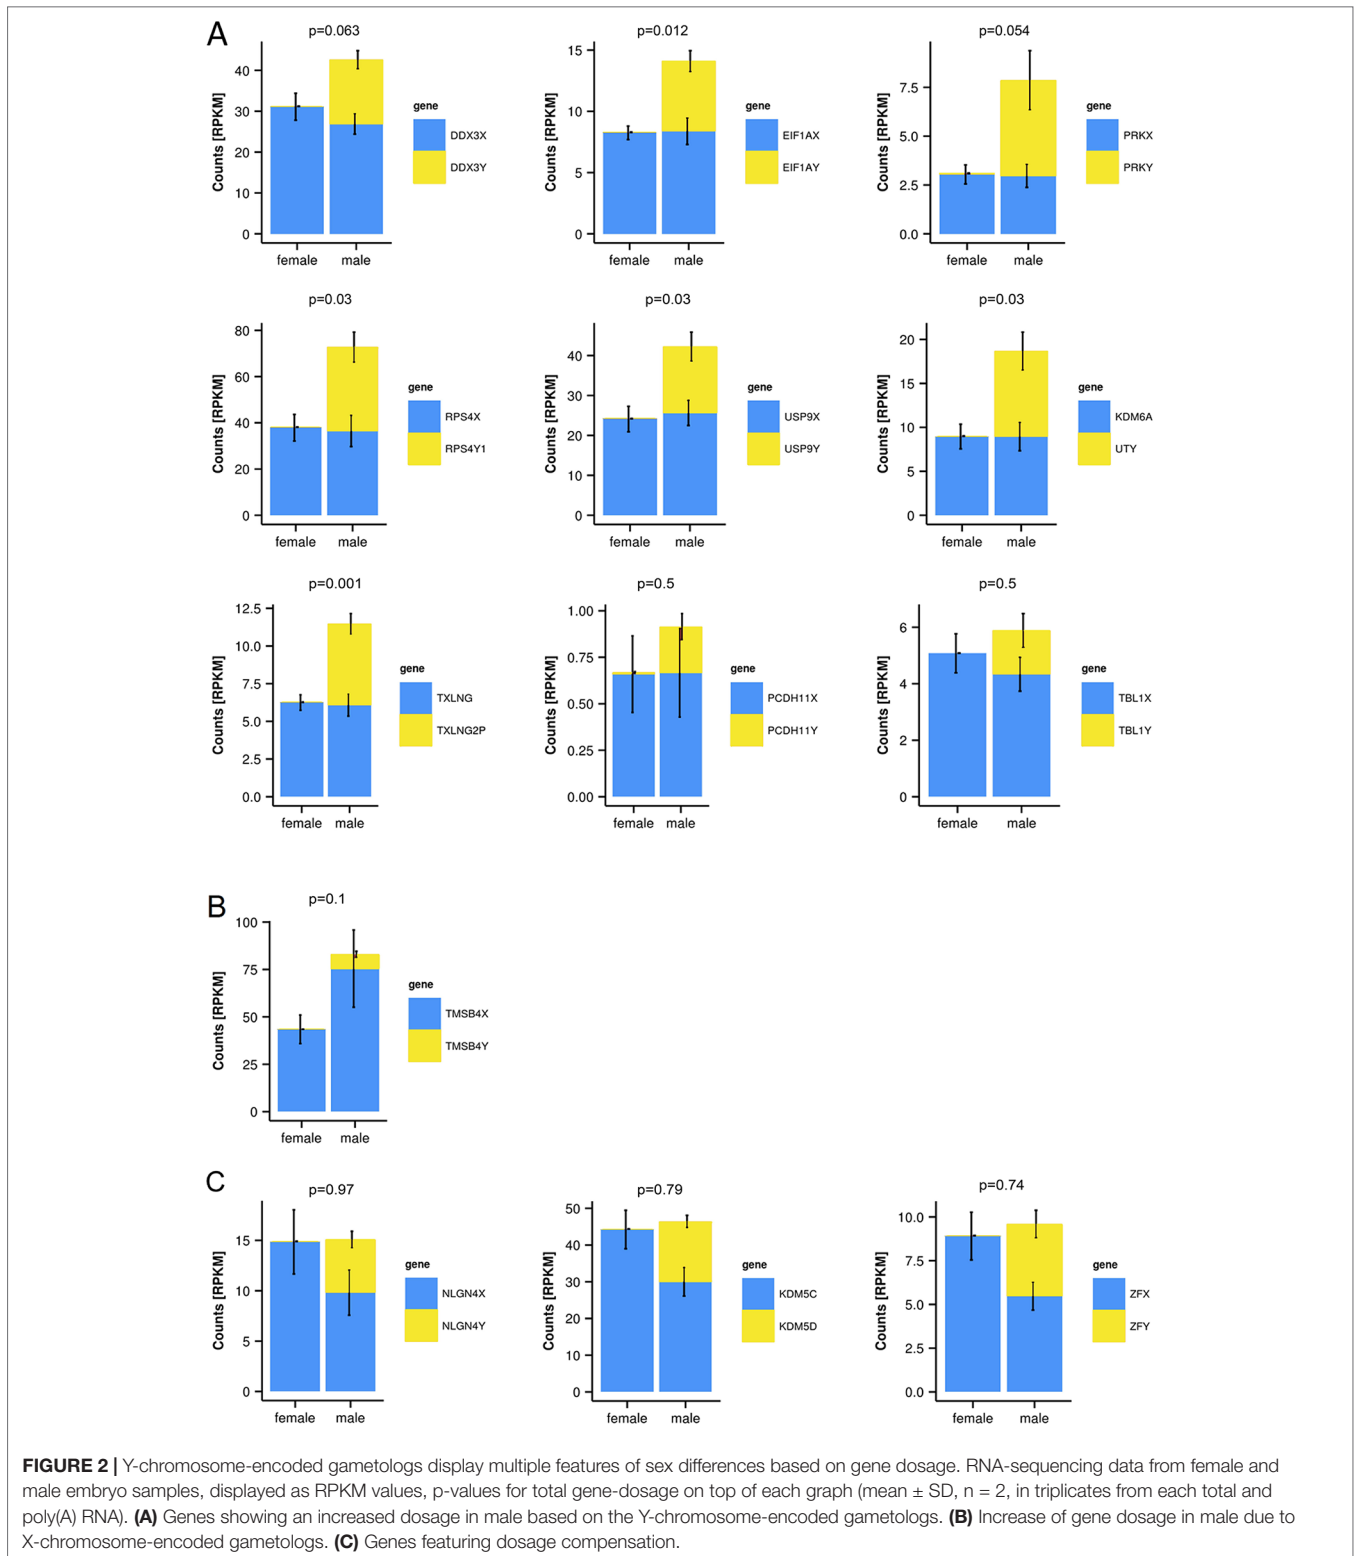 A
p=0.063
Counts [RPKM]
40
30
20
10
0
female male
gene
DDX3X
DDX3Y
p=0.012
Counts [RPKM]
15
10
5
0
female male
gene
EIF1AX
EIF1AY
p=0.054
Counts [RPKM]
7.5
5.0
2.5
0.0
female male
gene
PRKX
PRKY
p=0.03
Counts [RPKM]
80
60
40
20
0
female male
gene
RPS4X
RPS4Y1
p=0.03
Counts [RPKM]
40
30
20
10
0
female male
gene
USP9X
USP9Y
p=0.03
Counts [RPKM]
20
15
10
5
0
female male
gene
KDM6A
UTY
p=0.001
Counts [RPKM]
12.5
10.0
7.5
5.0
2.5
0.0
female male
gene
TXLNG
TXLNG2P
p=0.5
Counts [RPKM]
1.00
0.75
0.50
0.25
0.00
female male
gene
PCDH11X
PCDH11Y
p=0.5
Counts [RPKM]
6
4
2
0
female male
gene
TBL1X
TBL1Y
B
p=0.1
Counts [RPKM]
100
75
50
25
0
female male
gene
TMSB4X
TMSB4Y
C
p=0.97
Counts [RPKM]
15
10
5
0
female male
gene
NLGN4X
NLGN4Y
p=0.79
Counts [RPKM]
50
40
30
20
10
0
female male
gene
KDM5C
KDM5D
p=0.74
Counts [RPKM]
10.0
7.5
5.0
2.5
0.0
female male
gene
ZFX
ZFY
FIGURE 2 | Y-chromosome-encoded gametologs display multiple features of sex differences based on gene dosage. RNA-sequencing data from female and
male embryo samples, displayed as RPKM values, p-values for total gene-dosage on top of each graph (mean ± SD, n = 2, in triplicates from each total and
poly(A) RNA). (A) Genes showing an increased dosage in male based on the Y-chromosome-encoded gametologs. (B) Increase of gene dosage in male due to
X-chromosome-encoded gametologs. (C) Genes featuring dosage compensation.